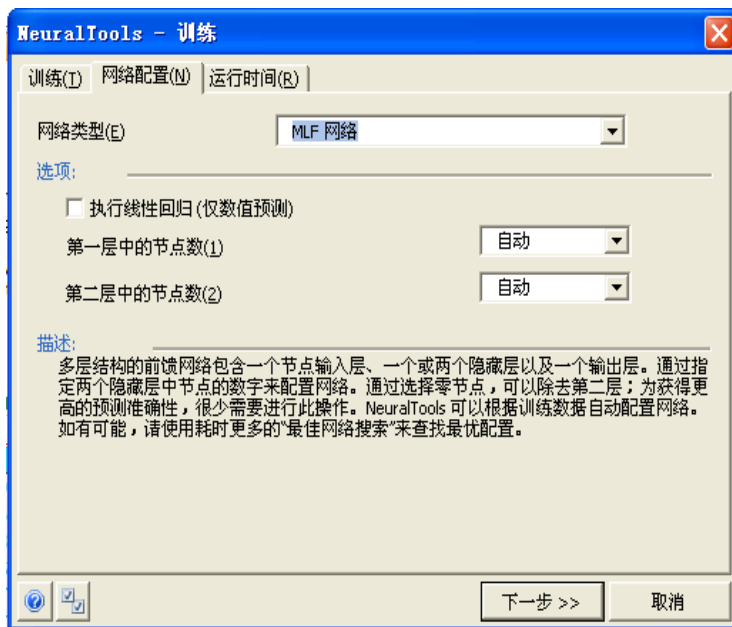 NeuralTools - 训练
训练(T) 网络配置(N) 运行时间(R)
网络类型(E) MLF 网络
选项:
执行线性回归(仅数值预测)
第一层中的节点数(1) 自动
第二层中的节点数(2) 自动
描述:
多层结构的前馈网络包含一个节点输入层、一个或两个隐藏层以及一个输出层。通过指
定两个隐藏层中节点的数字来配置网络。通过选择零节点，可以除去第二层；为获得更
高的预测准确性，很少需要进行此操作。NeuralTools 可以根据训练数据自动配置网络。
如有可能，请使用耗时更多的“最佳网络搜索”来查找最优配置。
下一步 >> 取消